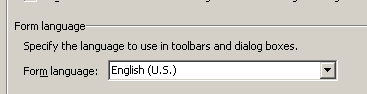 Form language
Specify the language to use in toolbars and dialog boxes.
Form language: English (U.S.)